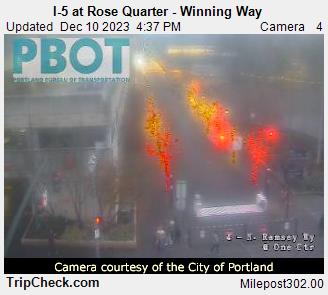 I-5 at Rose Quarter - Winning Way
Updated Dec 10 2023 4:37 PM Camera 4
PBOT
PORTLAND BUREAU OF TRANSPORTATION
4 - N. Ramsey Wy
@ One Ctr
Camera courtesy of the City of Portland
TripCheck.com Milepost302.00